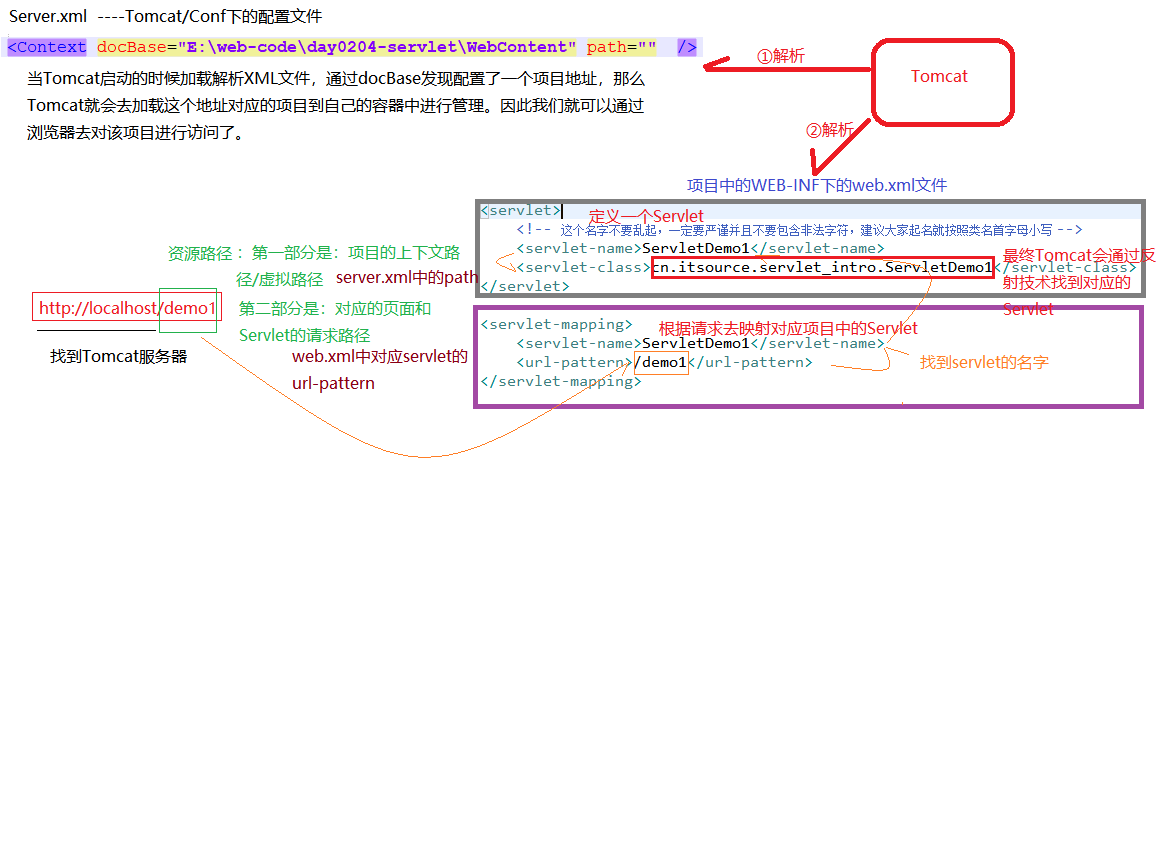 Server.xml ----Tomcat/Conf下的配置文件
<Context docBase="E:\web-code\day0204-servlet\WebContent" path="" />
当Tomcat启动的时候加载解析XML文件，通过docBase发现配置了一个项目地址，那么
Tomcat就会去加载这个地址对应的项目到自己的容器中进行管理。因此我们就可以通过
浏览器去对该项目进行访问了。
①解析
Tomcat
②解析
项目中的WEB-INF下的web.xml文件
<servlet>
定义一个Servlet
<!-- 这个名字不要乱起，一定要严谨并且不要包含非法字符，建议大家起名就按照类名首字母小写 -->
<servlet-name>ServletDemo1</servlet-name>
<servlet-class>cn.itsource.servlet_intro.ServletDemo1</servlet-class>
</servlet>
最终Tomcat会通过反
射技术找到对应的
Servlet
资源路径： 第一部分是：项目的上下文路
径/虚拟路径
server.xml中的path
http://localhost/demo1
第二部分是：对应的页面和
Servlet的请求路径
找到Tomcat服务器
web.xml中对应servlet的
url-pattern
<servlet-mapping>
根据请求去映射对应项目中的Servlet
<servlet-name>ServletDemo1</servlet-name>
<url-pattern>/demo1</url-pattern>
</servlet-mapping>
找到servlet的名字